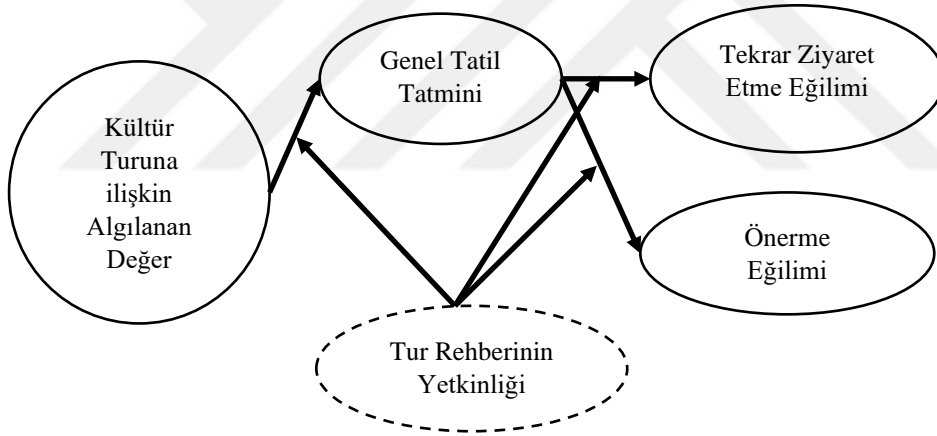 Kültür
Turuna
ilişkin
Algılanan
Değer
Genel Tatil
Tatmini
Tekrar Ziyaret
Etme Eğilimi
Önerme
Eğilimi
Tur Rehberinin
Yetkinliği